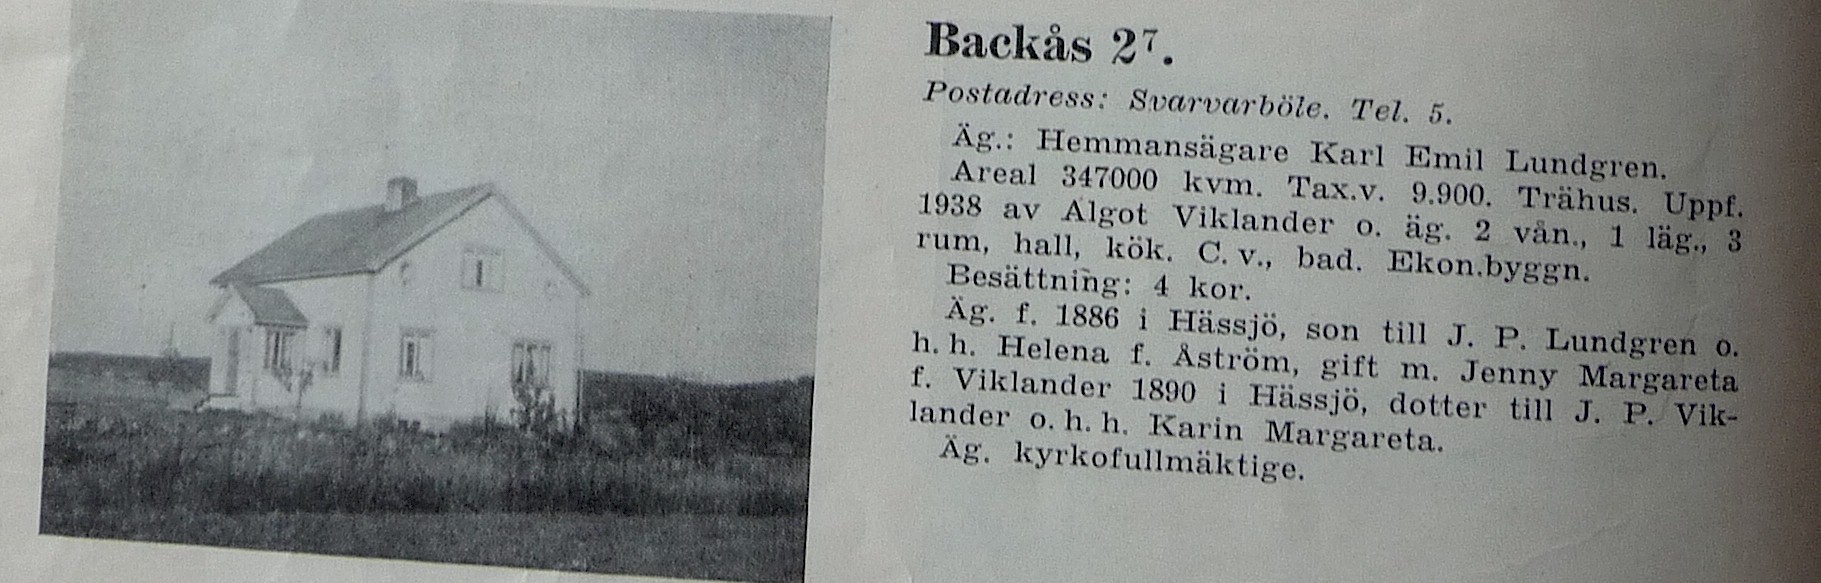 Backås 2⁷.
Postadress: Svarvarböle. Tel. 5.
Äg.: Hemmansägare Karl Emil Lundgren.
Areal 347000 kvm. Tax.v. 9.900. Trähus. Uppf.
1938 av Algot Viklander o. äg. 2 vån., 1 läg., 3
rum, hall, kök. C. v., bad. Ekon.byggn.
Besättning: 4 kor.
Äg. f. 1886 i Hässjö, son till J. P. Lundgren o.
h. h. Helena f. Åström, gift m. Jenny Margareta
f. Viklander 1890 i Hässjö, dotter till J. P. Vik-
lander o. h. h. Karin Margareta.
Äg. kyrkofullmäktige.